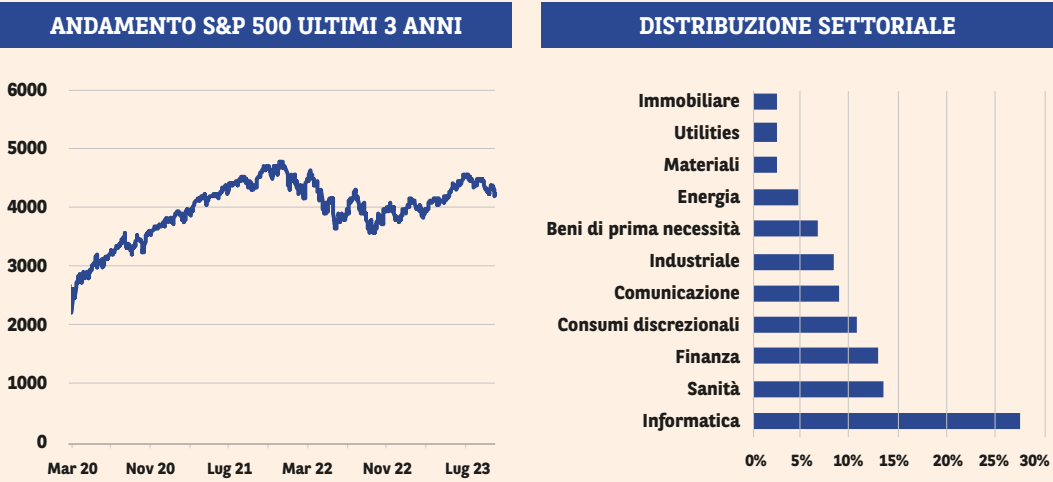 ANDAMENTO S&P 500 ULTIMI 3 ANNI
6000
5000
4000
3000
2000
1000
0
Mar 20 Nov 20 Lug 21 Mar 22 Nov 22 Lug 23
DISTRIBUZIONE SETTORIALE
Immobiliare
Utilities
Materiali
Energia
Beni di prima necessità
Industriale
Comunicazione
Consumi discrezionali
Finanza
Sanità
Informatica
0% 5% 10% 15% 20% 25% 30%